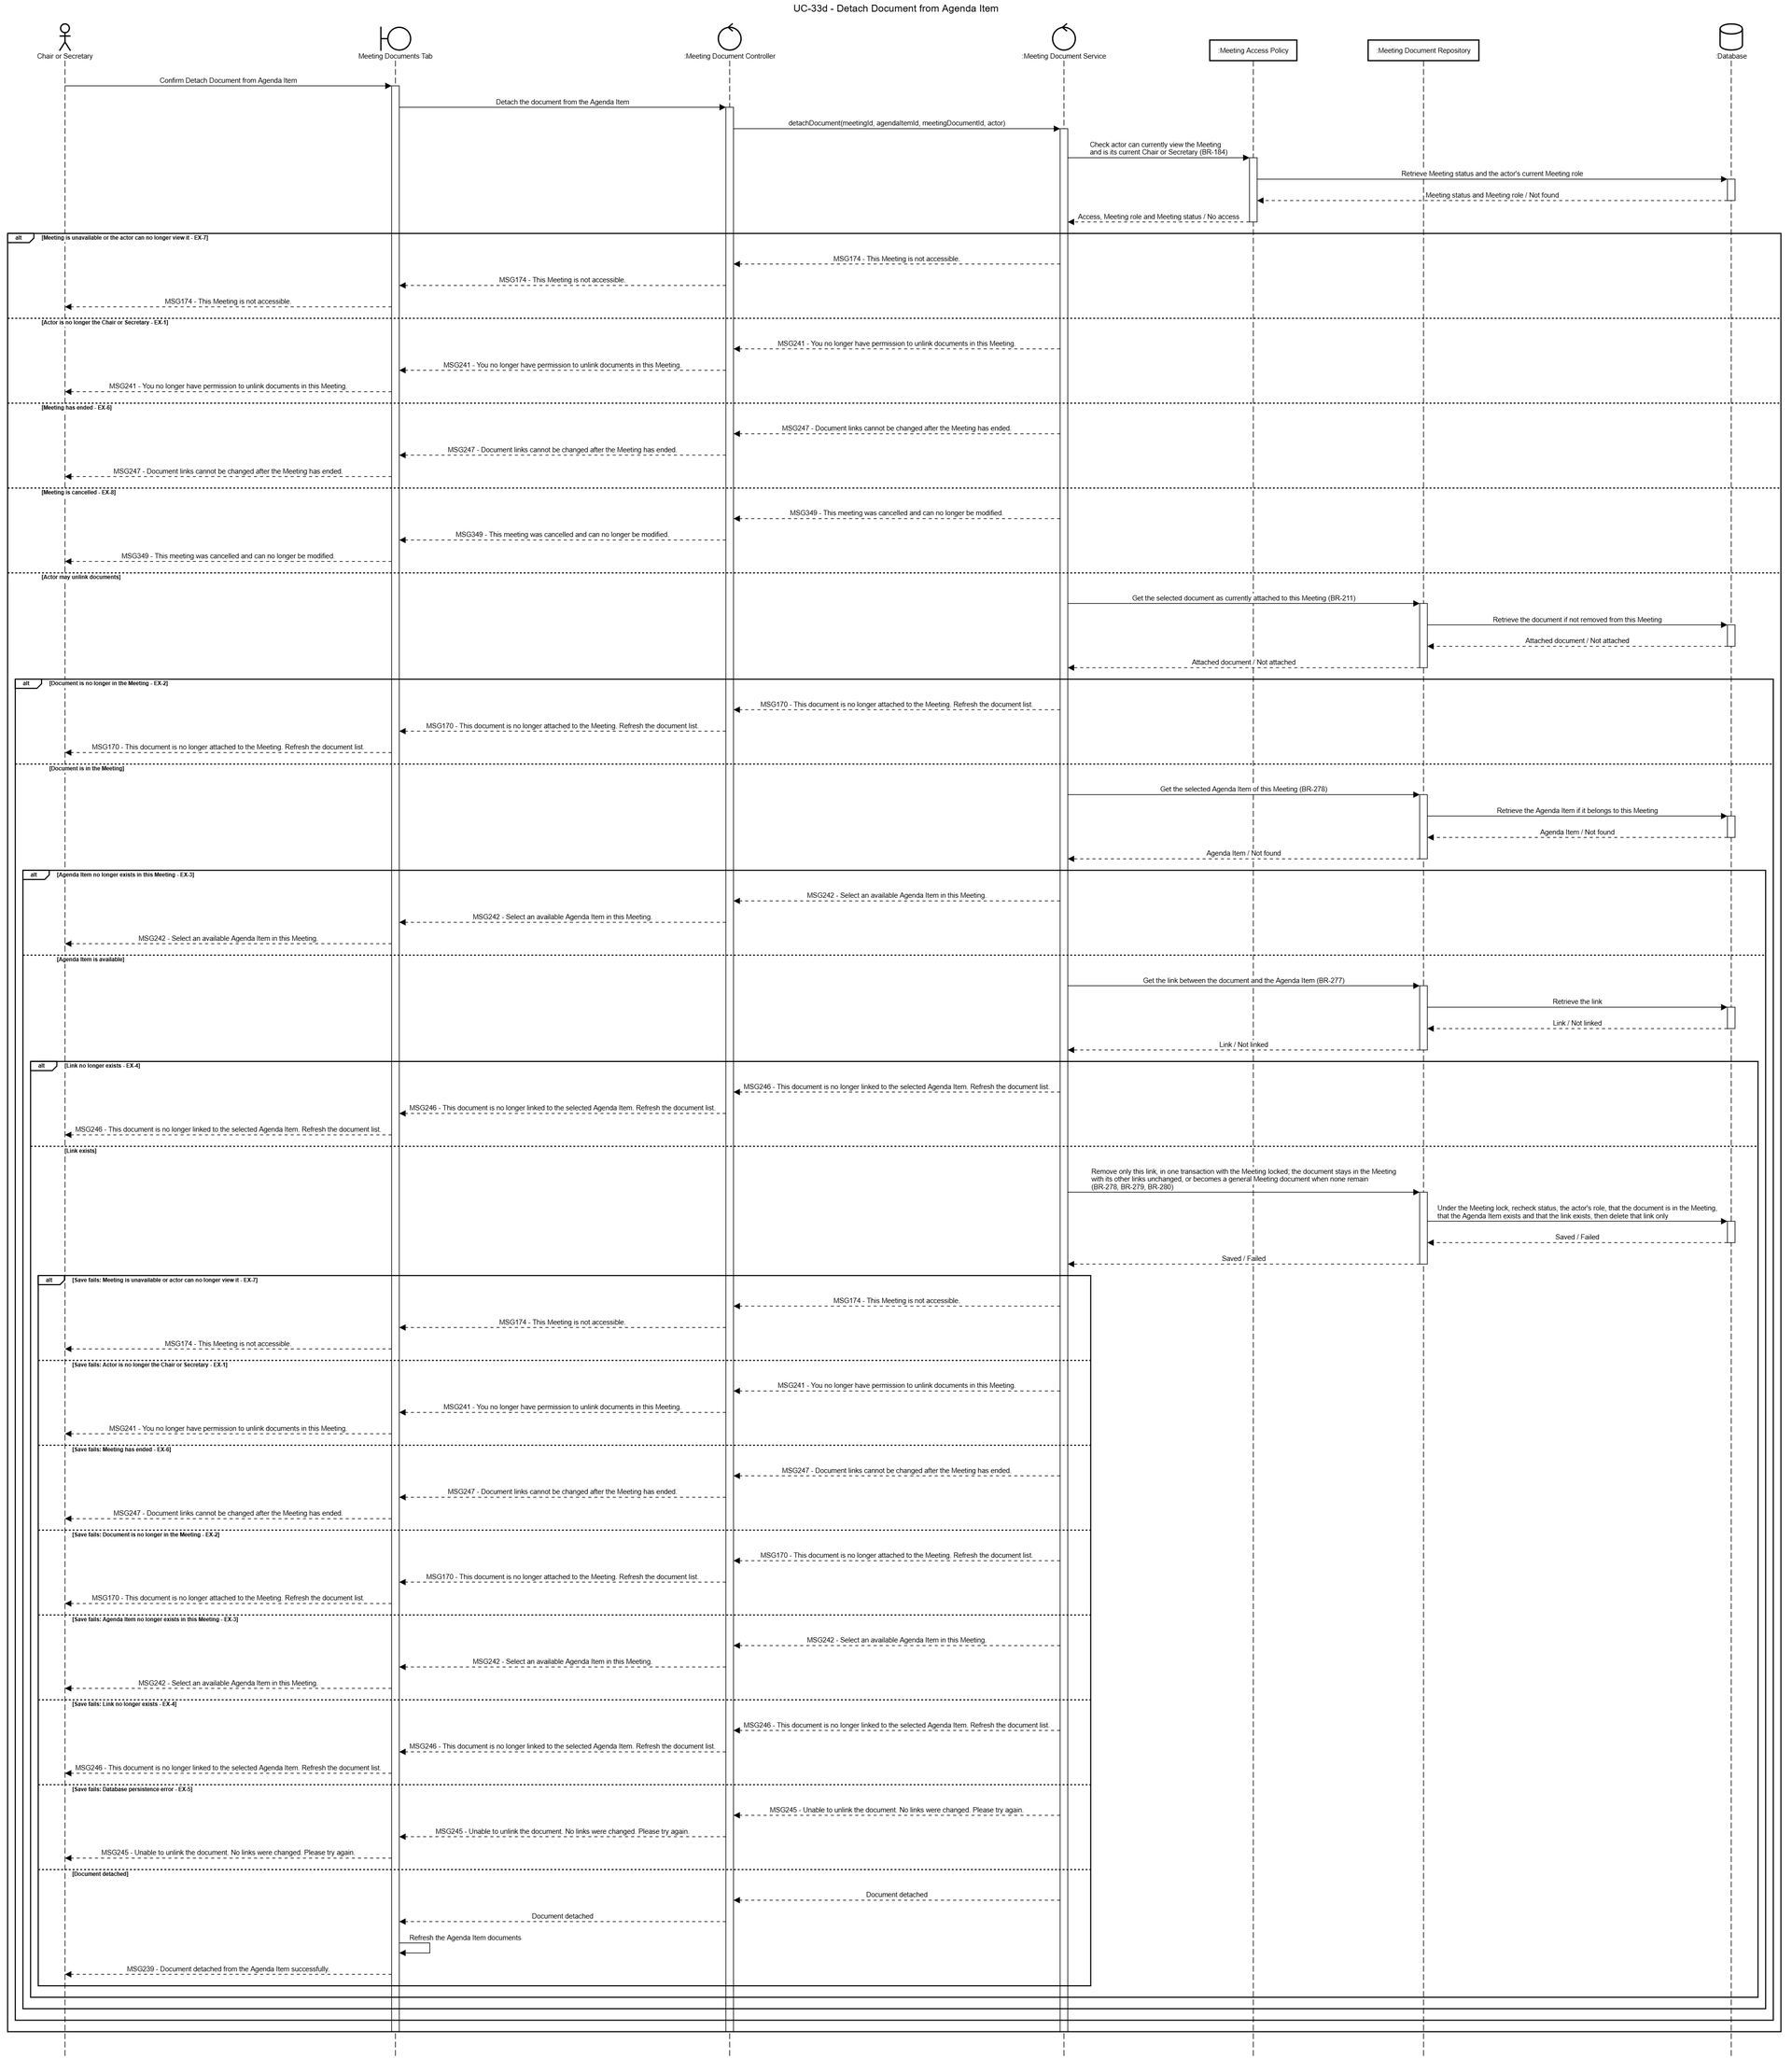 UC-33d - Detach Document from Agenda Item
Chair or Secretary
Meeting Documents Tab
:Meeting Document Controller
:Meeting Document Service
:Meeting Access Policy
:Meeting Document Repository
:Database
Confirm Detach Document from Agenda Item
Detach the document from the Agenda Item
detachDocument(meetingId, agendaItemId, meetingDocumentId, actor)
Check actor can currently view the Meeting
and is its current Chair or Secretary (BR-184)
Retrieve Meeting status and the actor's current Meeting role
Meeting status and Meeting role / Not found
Access, Meeting role and Meeting status / No access
alt
[Meeting is unavailable or the actor can no longer view it - EX-7]
MSG174 - This Meeting is not accessible.
MSG174 - This Meeting is not accessible.
MSG174 - This Meeting is not accessible.
[Actor is no longer the Chair or Secretary - EX-1]
MSG241 - You no longer have permission to unlink documents in this Meeting.
MSG241 - You no longer have permission to unlink documents in this Meeting.
MSG241 - You no longer have permission to unlink documents in this Meeting.
[Meeting has ended - EX-6]
MSG247 - Document links cannot be changed after the Meeting has ended.
MSG247 - Document links cannot be changed after the Meeting has ended.
MSG247 - Document links cannot be changed after the Meeting has ended.
[Meeting is cancelled - EX-8]
MSG349 - This meeting was cancelled and can no longer be modified.
MSG349 - This meeting was cancelled and can no longer be modified.
MSG349 - This meeting was cancelled and can no longer be modified.
[Actor may unlink documents]
Get the selected document as currently attached to this Meeting (BR-211)
Retrieve the document if not removed from this Meeting
Attached document / Not attached
Attached document / Not attached
alt
[Document is no longer in the Meeting - EX-2]
MSG170 - This document is no longer attached to the Meeting. Refresh the document list.
MSG170 - This document is no longer attached to the Meeting. Refresh the document list.
MSG170 - This document is no longer attached to the Meeting. Refresh the document list.
[Document is in the Meeting]
Get the selected Agenda Item of this Meeting (BR-278)
Retrieve the Agenda Item if it belongs to this Meeting
Agenda Item / Not found
Agenda Item / Not found
alt
[Agenda Item no longer exists in this Meeting - EX-3]
MSG242 - Select an available Agenda Item in this Meeting.
MSG242 - Select an available Agenda Item in this Meeting.
MSG242 - Select an available Agenda Item in this Meeting.
[Agenda Item is available]
Get the link between the document and the Agenda Item (BR-277)
Retrieve the link
Link / Not linked
Link / Not linked
alt
[Link no longer exists - EX-4]
MSG246 - This document is no longer linked to the selected Agenda Item. Refresh the document list.
MSG246 - This document is no longer linked to the selected Agenda Item. Refresh the document list.
MSG246 - This document is no longer linked to the selected Agenda Item. Refresh the document list.
[Link exists]
Remove only this link, in one transaction with the Meeting locked; the document stays in the Meeting
with its other links unchanged, or becomes a general Meeting document when none remain
(BR-278, BR-279, BR-280)
Under the Meeting lock, recheck status, the actor's role, that the document is in the Meeting,
that the Agenda Item exists and that the link exists, then delete that link only
Saved / Failed
Saved / Failed
alt
[Save fails: Meeting is unavailable or actor can no longer view it - EX-7]
MSG174 - This Meeting is not accessible.
MSG174 - This Meeting is not accessible.
MSG174 - This Meeting is not accessible.
[Save fails: Actor is no longer the Chair or Secretary - EX-1]
MSG241 - You no longer have permission to unlink documents in this Meeting.
MSG241 - You no longer have permission to unlink documents in this Meeting.
MSG241 - You no longer have permission to unlink documents in this Meeting.
[Save fails: Meeting has ended - EX-6]
MSG247 - Document links cannot be changed after the Meeting has ended.
MSG247 - Document links cannot be changed after the Meeting has ended.
MSG247 - Document links cannot be changed after the Meeting has ended.
[Save fails: Document is no longer in the Meeting - EX-2]
MSG170 - This document is no longer attached to the Meeting. Refresh the document list.
MSG170 - This document is no longer attached to the Meeting. Refresh the document list.
MSG170 - This document is no longer attached to the Meeting. Refresh the document list.
[Save fails: Agenda Item no longer exists in this Meeting - EX-3]
MSG242 - Select an available Agenda Item in this Meeting.
MSG242 - Select an available Agenda Item in this Meeting.
MSG242 - Select an available Agenda Item in this Meeting.
[Save fails: Link no longer exists - EX-4]
MSG246 - This document is no longer linked to the selected Agenda Item. Refresh the document list.
MSG246 - This document is no longer linked to the selected Agenda Item. Refresh the document list.
MSG246 - This document is no longer linked to the selected Agenda Item. Refresh the document list.
[Save fails: Database persistence error - EX-5]
MSG245 - Unable to unlink the document. No links were changed. Please try again.
MSG245 - Unable to unlink the document. No links were changed. Please try again.
MSG245 - Unable to unlink the document. No links were changed. Please try again.
[Document detached]
Document detached
Document detached
Refresh the Agenda Item documents
MSG239 - Document detached from the Agenda Item successfully.